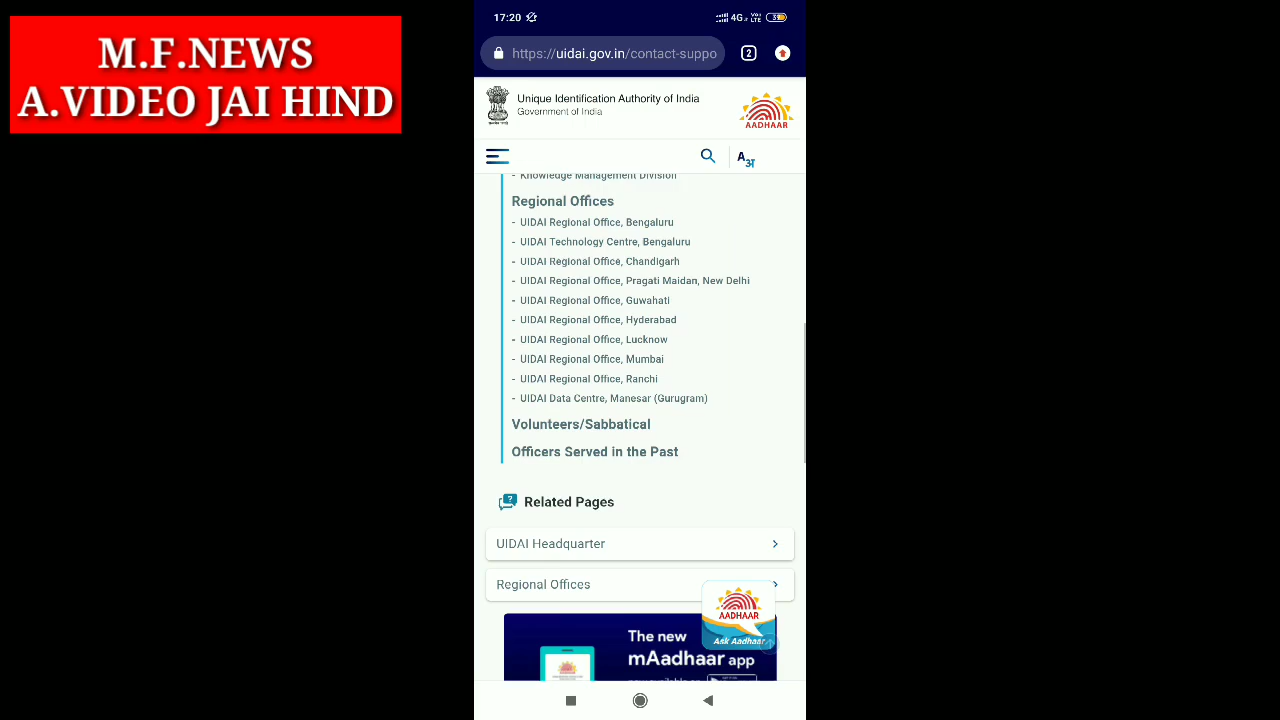 M.F.NEWS
A.VIDEO JAI HIND
17:20
4G
Vo)
LTE
39
https://uidai.gov.in/contact-suppo
2
Unique Identification Authority of India
Government of India
AADHAAR
A अ
- Knowledge Management Division
Regional Offices
- UIDAI Regional Office, Bengaluru
- UIDAI Technology Centre, Bengaluru
- UIDAI Regional Office, Chandigarh
- UIDAI Regional Office, Pragati Maidan, New Delhi
- UIDAI Regional Office, Guwahati
- UIDAI Regional Office, Hyderabad
- UIDAI Regional Office, Lucknow
- UIDAI Regional Office, Mumbai
- UIDAI Regional Office, Ranchi
- UIDAI Data Centre, Manesar (Gurugram)
Volunteers/Sabbatical
Officers Served in the Past
Related Pages
UIDAI Headquarter
Regional Offices
AADHAAR
Ask Aadhaar
The new
mAadhaar app